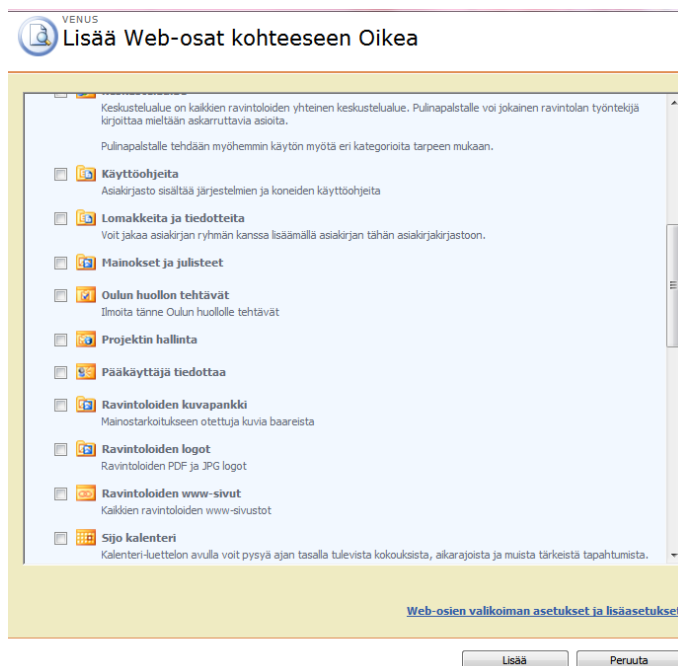 VENUS
Lisää Web-osat kohteeseen Oikea
Keskustelualue on kaikkien ravintoloiden yhteinen keskustelualue. Pulinapalstalle voi jokainen ravintolan työntekijä
kirjoittaa mieltään askarruttavia asioita.
Pulinapalstalle tehdään myöhemmin käytön myötä eri kategorioita tarpeen mukaan.
Käyttöohjeita
Asiakirjasto sisältää järjestelmien ja koneiden käyttöohjeita
Lomakkeita ja tiedotteita
Voit jakaa asiakirjan ryhmän kanssa lisäämällä asiakirjan tähän asiakirjakirjastoon.
Mainokset ja julisteet
Oulun huollon tehtävät
Ilmoita tänne Oulun huollolle tehtävät
Projektin hallinta
Pääkäyttäjä tiedottaa
Ravintoloiden kuvapankki
Mainostarkoitukseen otettuja kuvia baareista
Ravintoloiden logot
Ravintoloiden PDF ja JPG logot
Ravintoloiden www-sivut
Kaikkien ravintoloiden www-sivustot
Sijo kalenteri
Kalenteri-luettelon avulla voit pysyä ajan tasalla tulevista kokouksista, aikarajoista ja muista tärkeistä tapahtumista.
Web-osien valikoiman asetukset ja lisäasetukset
Lisää
Peruuta